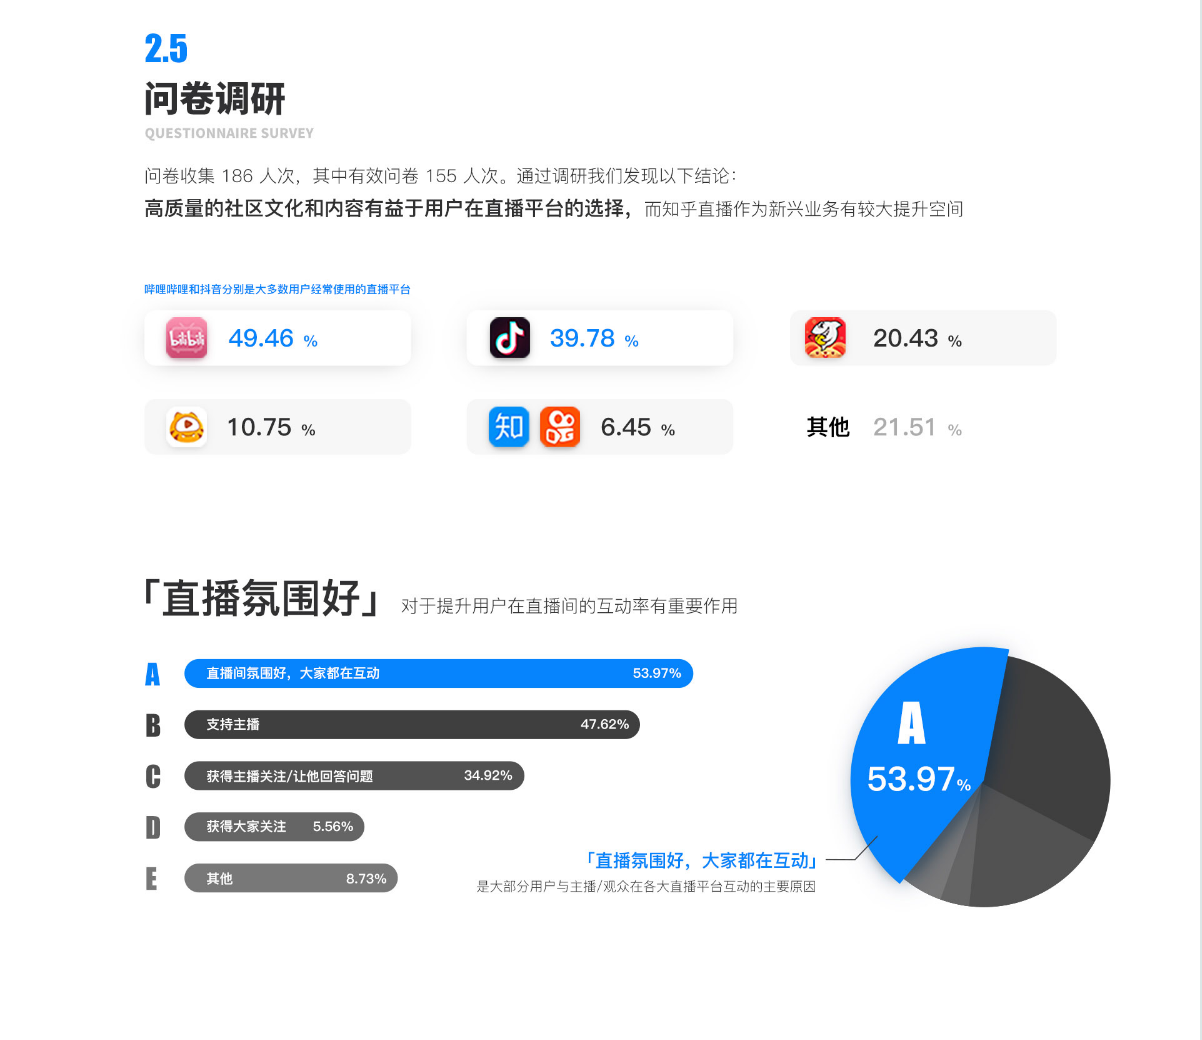 2.5
问卷调研
QUESTIONNAIRE SURVEY
问卷收集 186 人次，其中有效问卷 155 人次。通过调研我们发现以下结论：
高质量的社区文化和内容有益于用户在直播平台的选择，而知乎直播作为新兴业务有较大提升空间
哔哩哔哩和抖音分别是大多数用户经常使用的直播平台
bilibili 49.46 %
39.78 %
20.43 %
10.75 %
知 6.45 %
其他 21.51 %
「直播氛围好」 对于提升用户在直播间的互动率有重要作用
A 直播间氛围好，大家都在互动 53.97%
B 支持主播 47.62%
C 获得主播关注/让他回答问题 34.92%
D 获得大家关注 5.56%
E 其他 8.73%
A
53.97%
「直播氛围好，大家都在互动」
是大部分用户与主播/观众在各大直播平台互动的主要原因